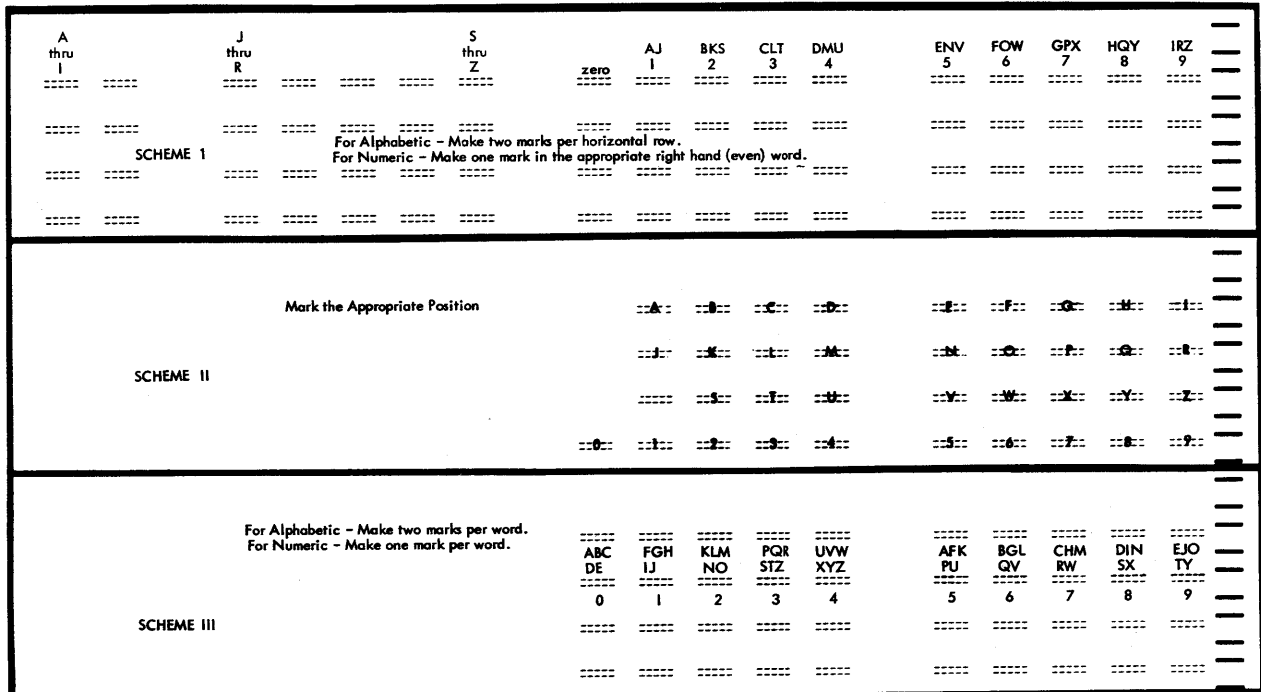 A J S
thru thru thru AJ BKS CLT DMU ENV FOW GPX HQY IRZ
I R Z zero 1 2 3 4 5 6 7 8 9
For Alphabetic - Make two marks per horizontal row.
SCHEME 1 For Numeric - Make one mark in the appropriate right hand (even) word.
Mark the Appropriate Position A B C D E F G H I
J K L M N O P Q R
SCHEME II
S T U V W X Y Z
0 1 2 3 4 5 6 7 8 9
For Alphabetic - Make two marks per word.
For Numeric - Make one mark per word.
ABC FGH KLM PQR UVW AFK BGL CHM DIN EJO
DE IJ NO STZ XYZ PU QV RW SX TY
0 1 2 3 4 5 6 7 8 9
SCHEME III